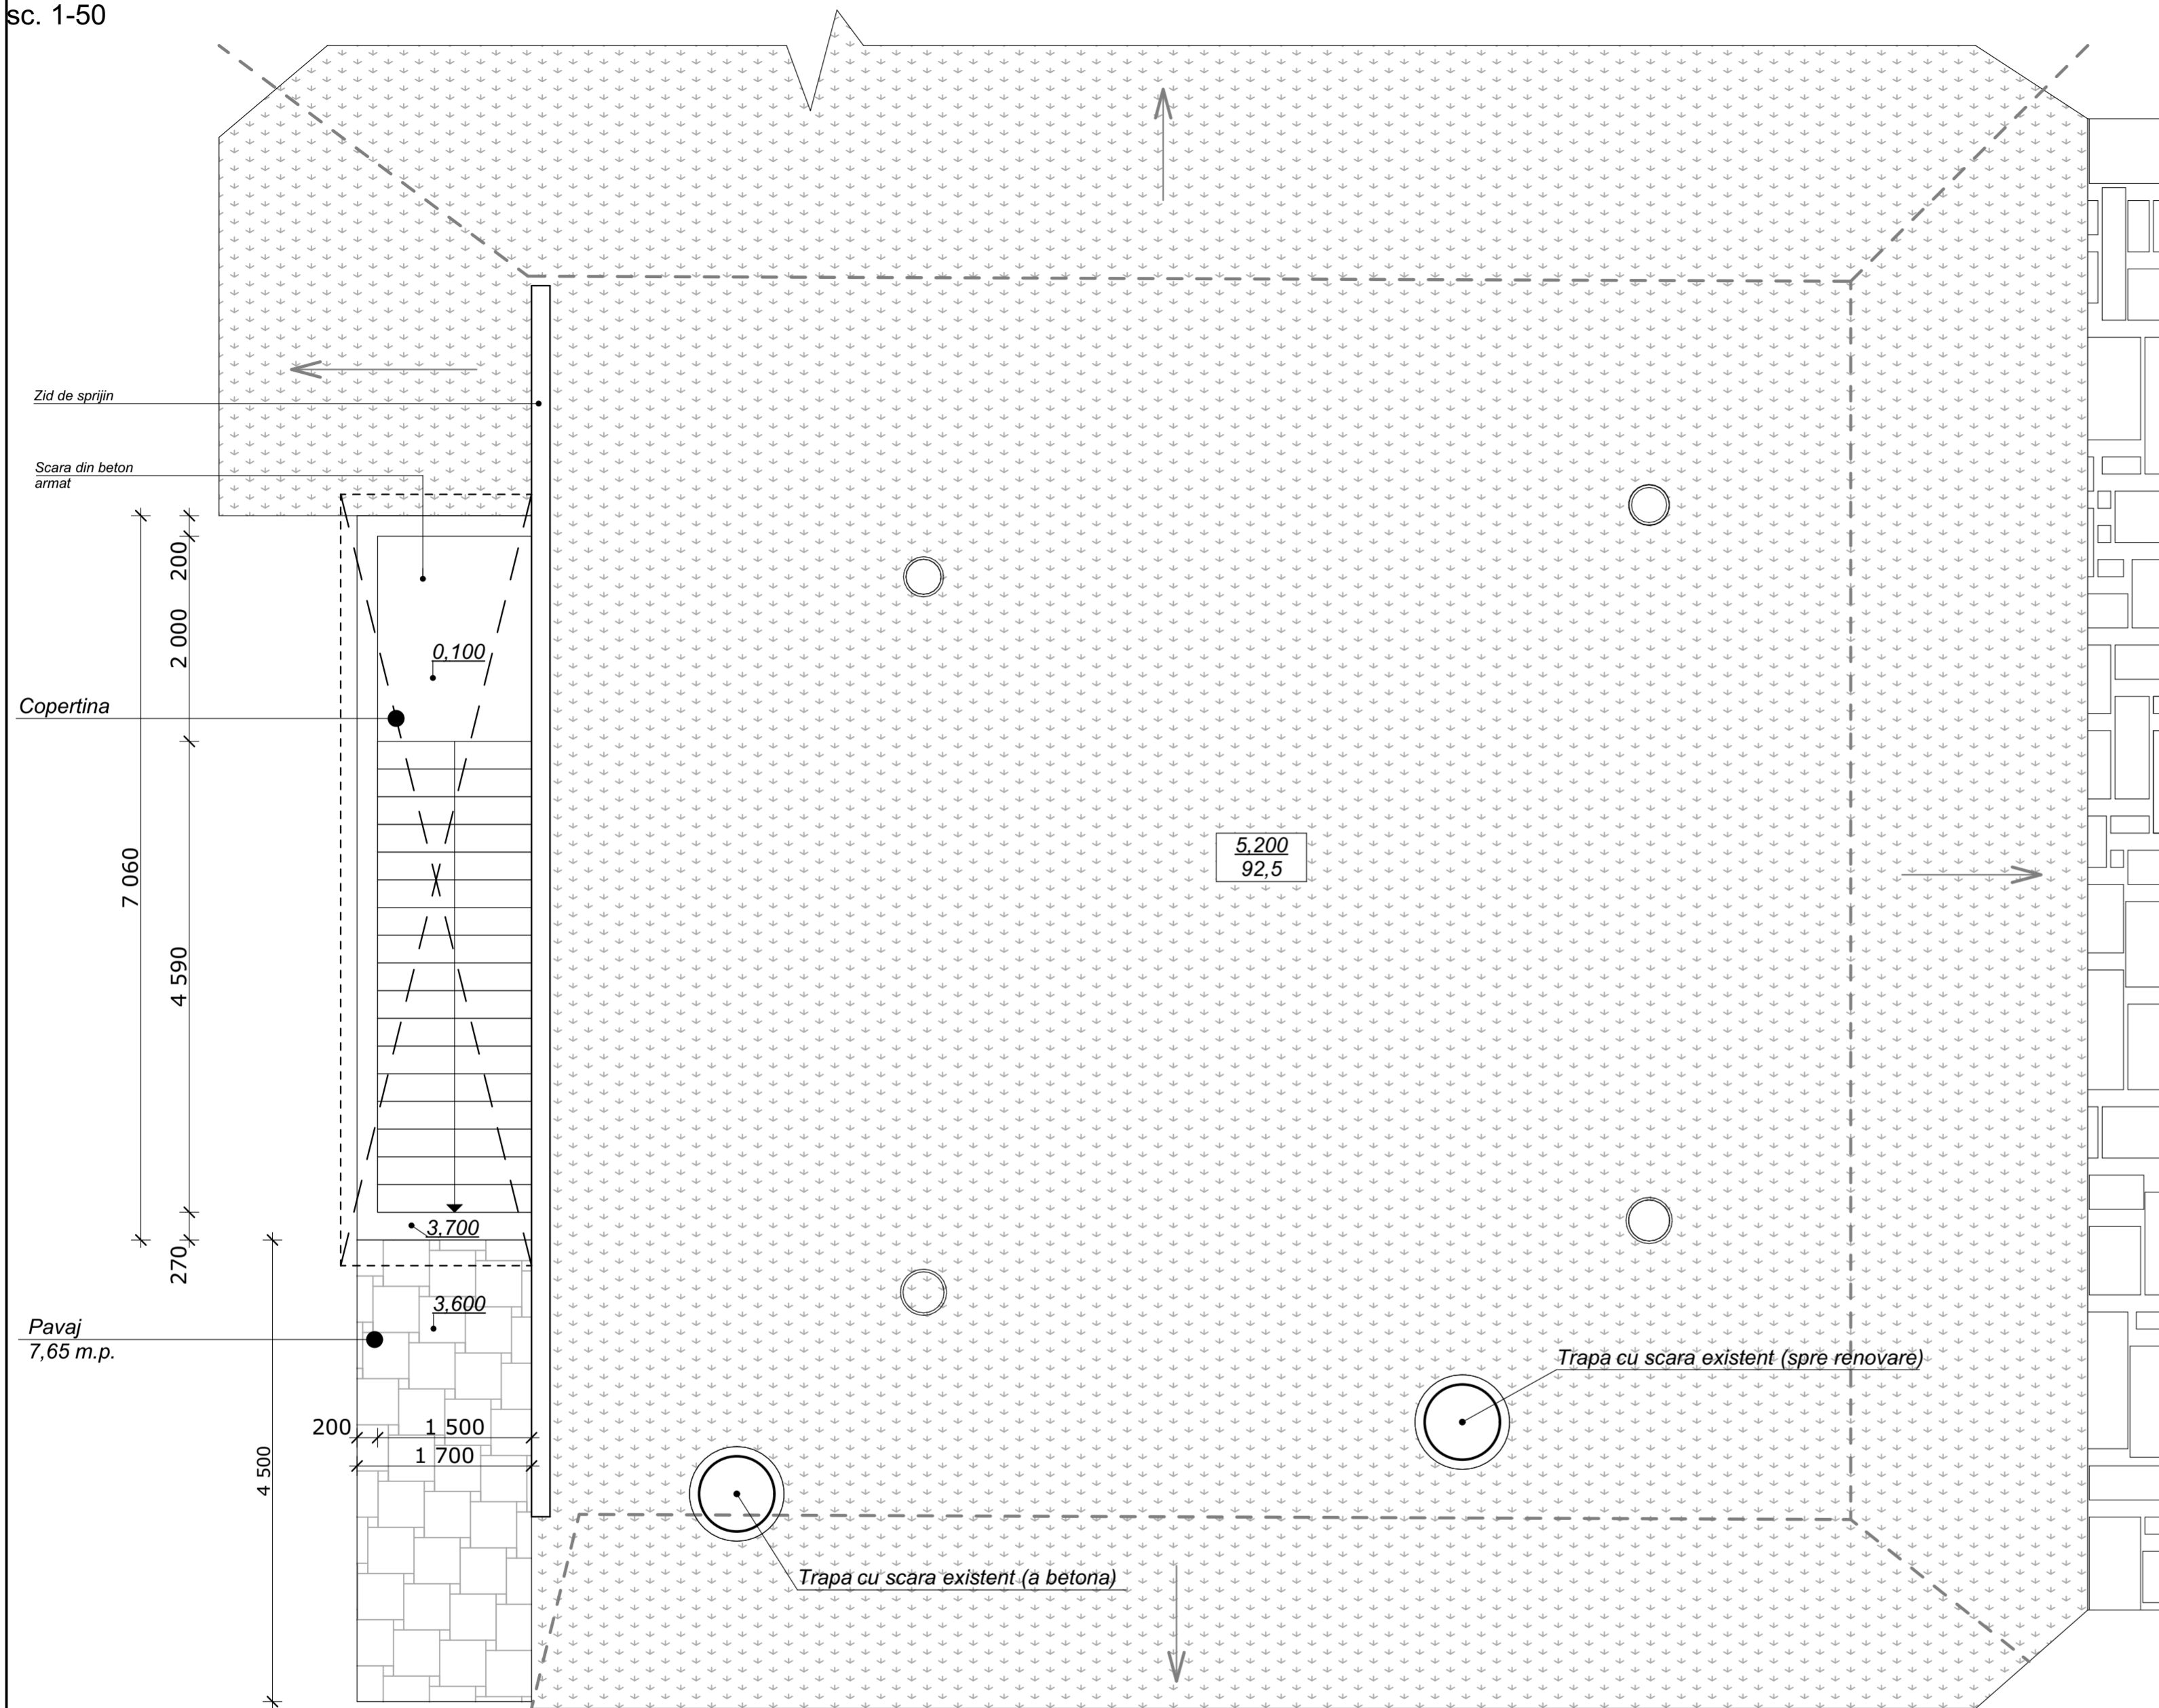 sc. 1-50
Zid de sprijin
Scara din beton
armat
200
2 000
0,100
Copertina
5,200
92,5
7 060
4 590
3,700
270
3,600
Pavaj
7,65 m.p.
Trapa cu scara existent (spre renovare)
200
1 500
1 700
4 500
Trapa cu scara existent (a betona)